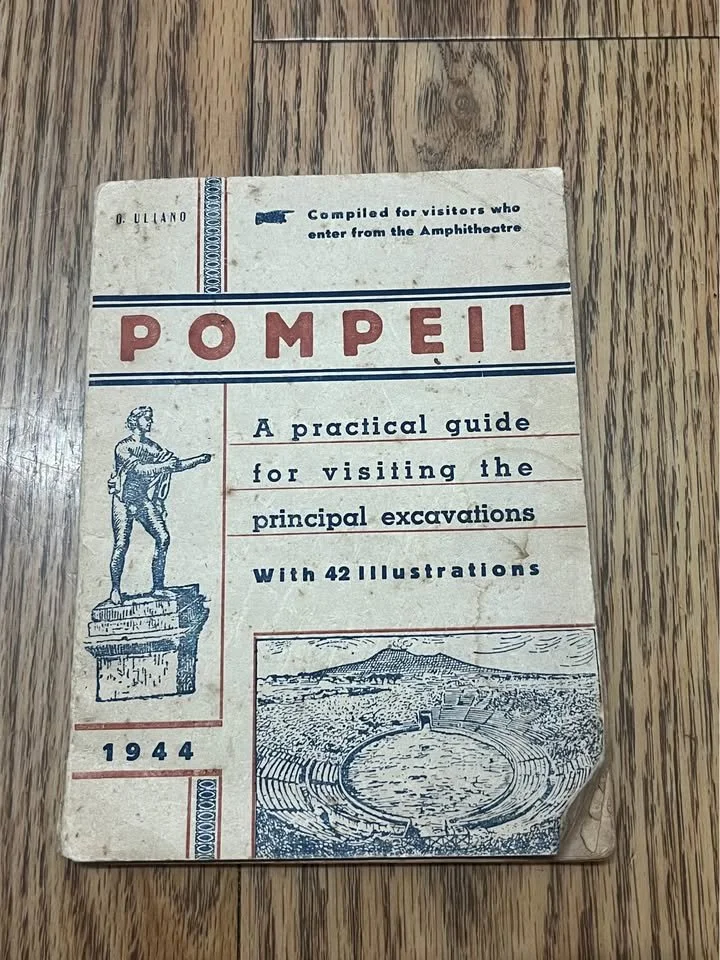 O. ULIANO
Compiled for visitors who
enter from the Amphitheatre
POMPEII
A practical guide
for visiting the
principal excavations
With 42 Illustrations
1944